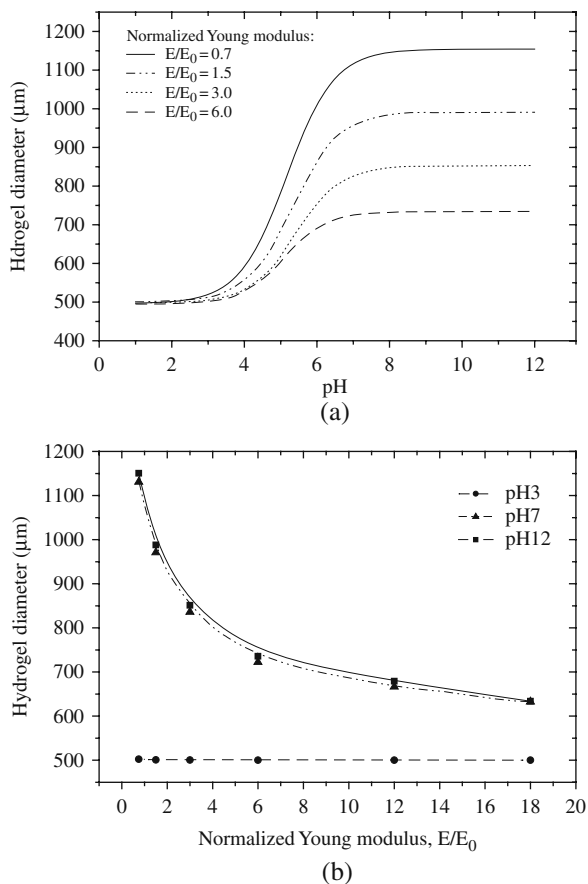 1200
1100
1000
900
800
700
600
500
400
Hdrogel diameter (μm)
Normalized Young modulus:
E/E0=0.7
E/E0=1.5
E/E0=3.0
E/E0=6.0
0 2 4 6 8 10 12
pH
(a)
1200
1100
1000
900
800
700
600
500
Hydrogel diameter (μm)
pH3
pH7
pH12
0 2 4 6 8 10 12 14 16 18 20
Normalized Young modulus, E/E0
(b)